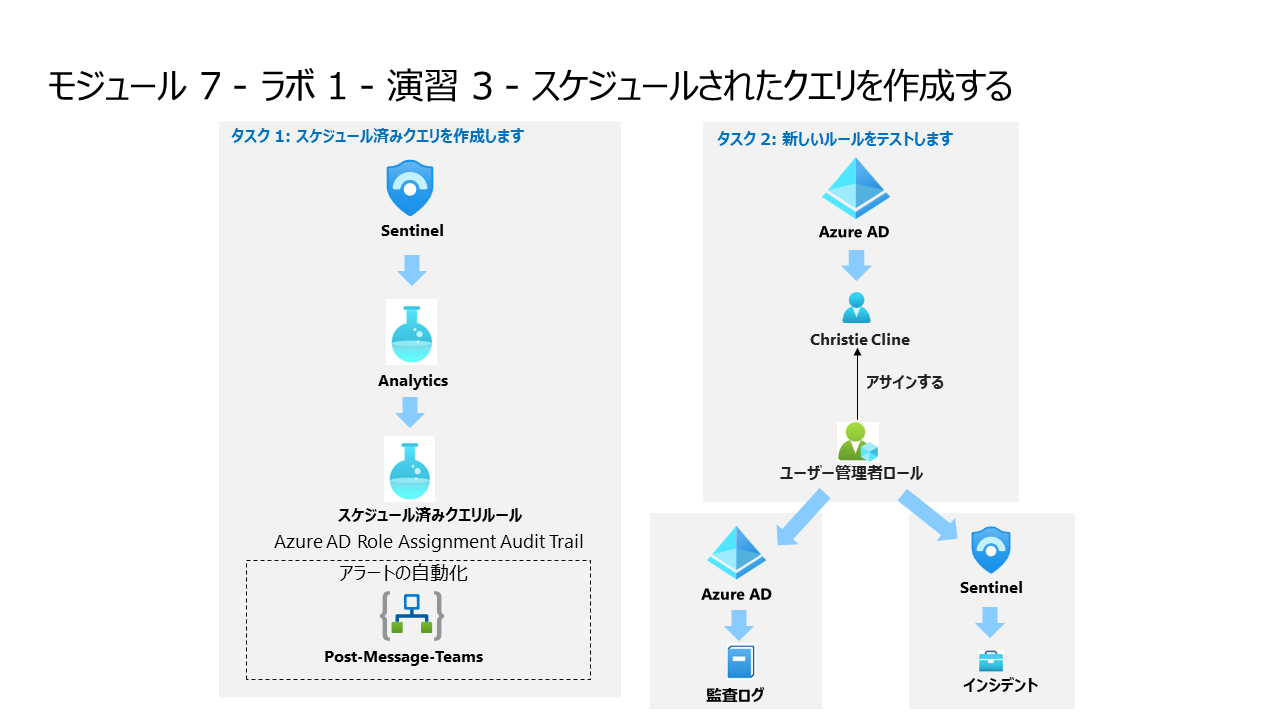 モジュール 7 - ラボ 1 - 演習 3 - スケジュールされたクエリを作成する
タスク 1: スケジュール済みクエリを作成します
Sentinel
Analytics
スケジュール済みクエリルール
Azure AD Role Assignment Audit Trail
アラートの自動化
Post-Message-Teams
タスク 2: 新しいルールをテストします
Azure AD
Christie Cline
アサインする
ユーザー管理者ロール
Azure AD
監査ログ
Sentinel
インシデント